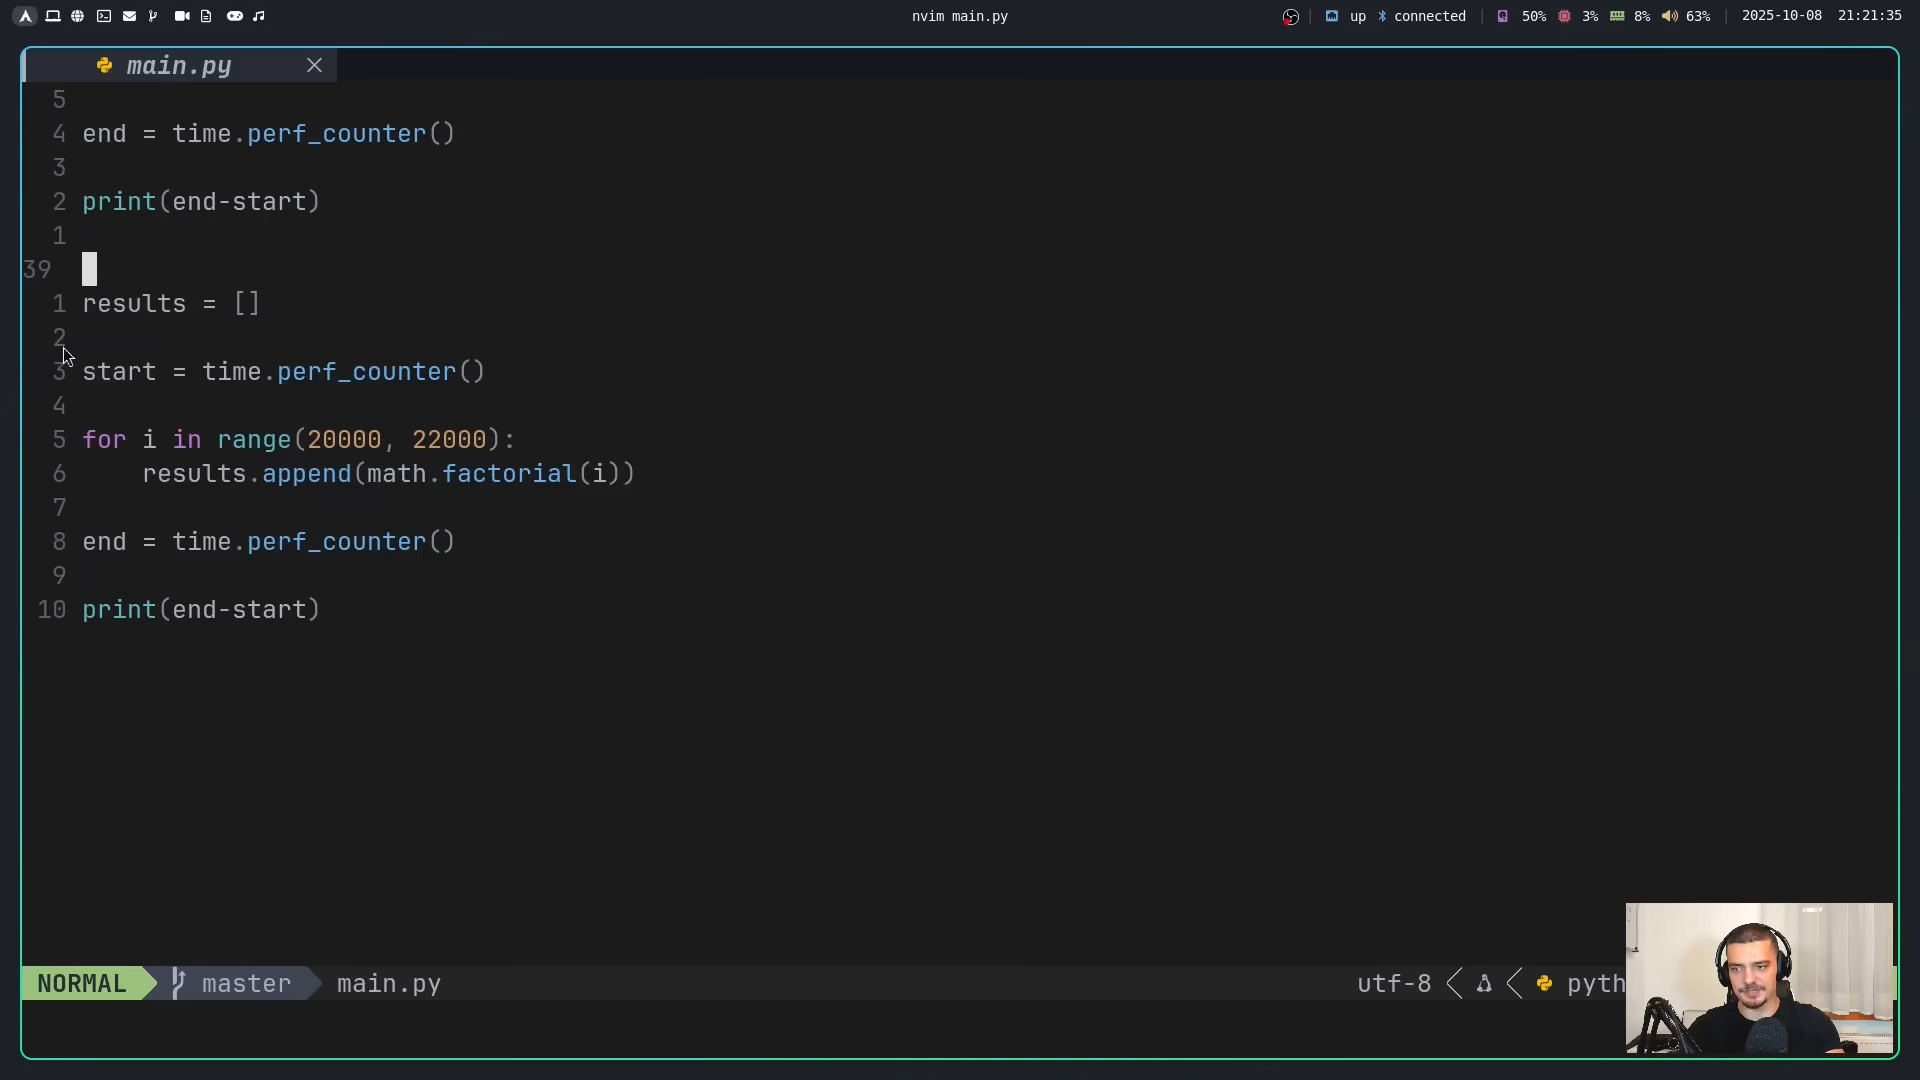 nvim main.py
up connected 50% 3% 8% 63% 2025-10-08 21:21:35
main.py
5
4 end = time.perf_counter()
3
2 print(end-start)
1
39
1 results = []
2
3 start = time.perf_counter()
4
5 for i in range(20000, 22000):
6 results.append(math.factorial(i))
7
8 end = time.perf_counter()
9
10 print(end-start)
NORMAL master main.py utf-8 pyth